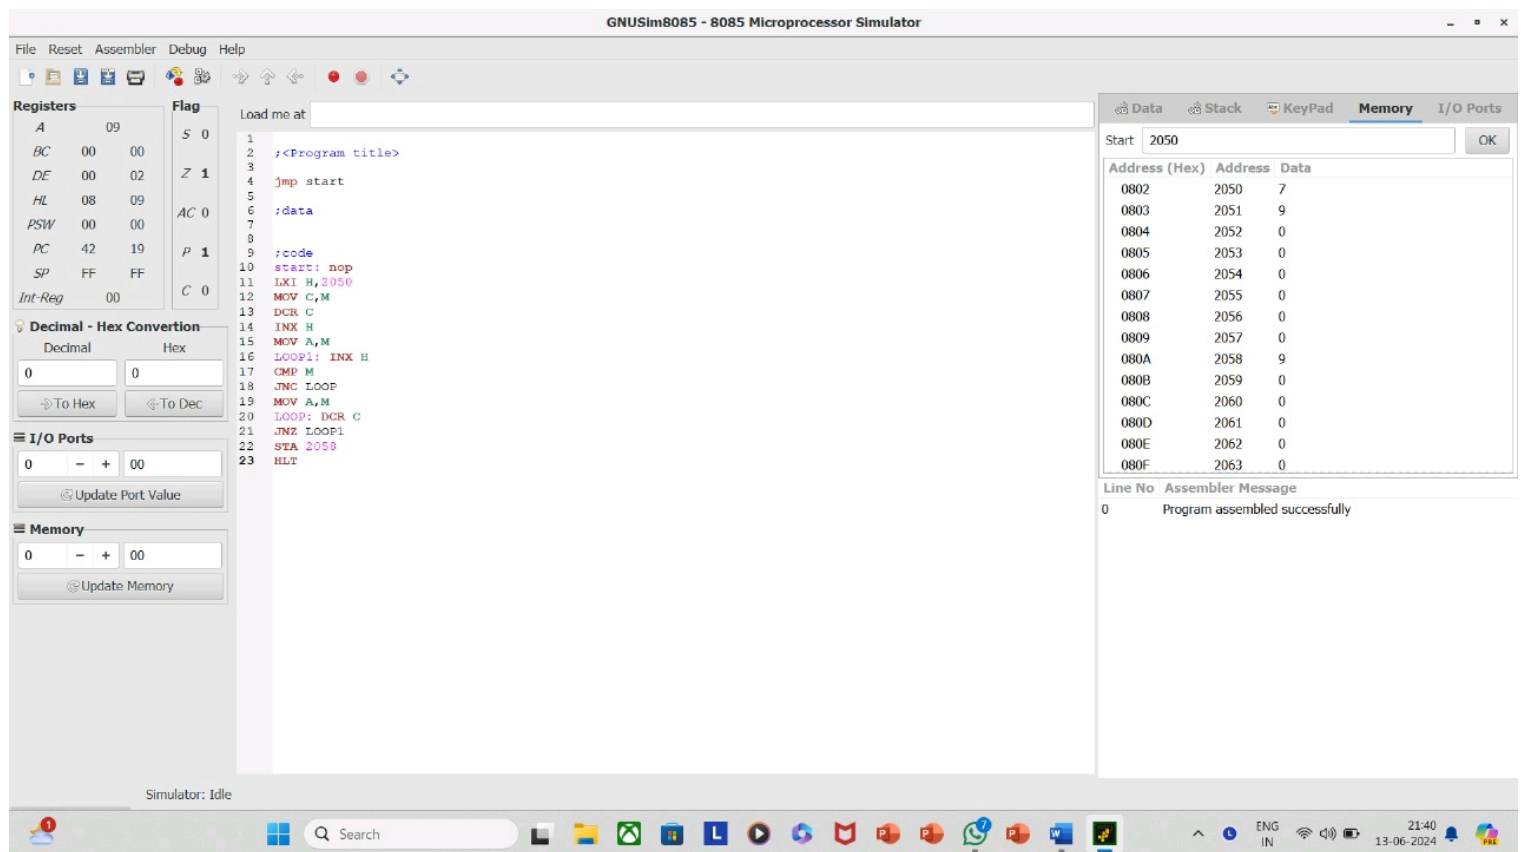 GNUSim8085 - 8085 Microprocessor Simulator
File Reset Assembler Debug Help
Registers
A 09
BC 00 00
DE 00 02
HL 08 09
PSW 00 00
PC 42 19
SP FF FF
Int-Reg 00
Flag
S 0
Z 1
AC 0
P 1
C 0
Decimal - Hex Convertion
Decimal Hex
0 0
To Hex To Dec
I/O Ports
0 - + 00
Update Port Value
Memory
0 - + 00
Update Memory
Load me at
1
2 ;<Program title>
3
4 jmp start
5
6 ;data
7
8
9 ;code
10 start: nop
11 LXI H,2050
12 MOV C,M
13 DCR C
14 INX H
15 MOV A,M
16 LOOP1: INX H
17 CMP M
18 JNC LOOP
19 MOV A,M
20 LOOP: DCR C
21 JNZ LOOP1
22 STA 2058
23 HLT
Data Stack KeyPad Memory I/O Ports
Start 2050 OK
Address (Hex) Address Data
0802 2050 7
0803 2051 9
0804 2052 0
0805 2053 0
0806 2054 0
0807 2055 0
0808 2056 0
0809 2057 0
080A 2058 9
080B 2059 0
080C 2060 0
080D 2061 0
080E 2062 0
080F 2063 0
Line No Assembler Message
0 Program assembled successfully
Simulator: Idle
1
Search
L
7
ENG
IN
21:40
13-06-2024
PRE